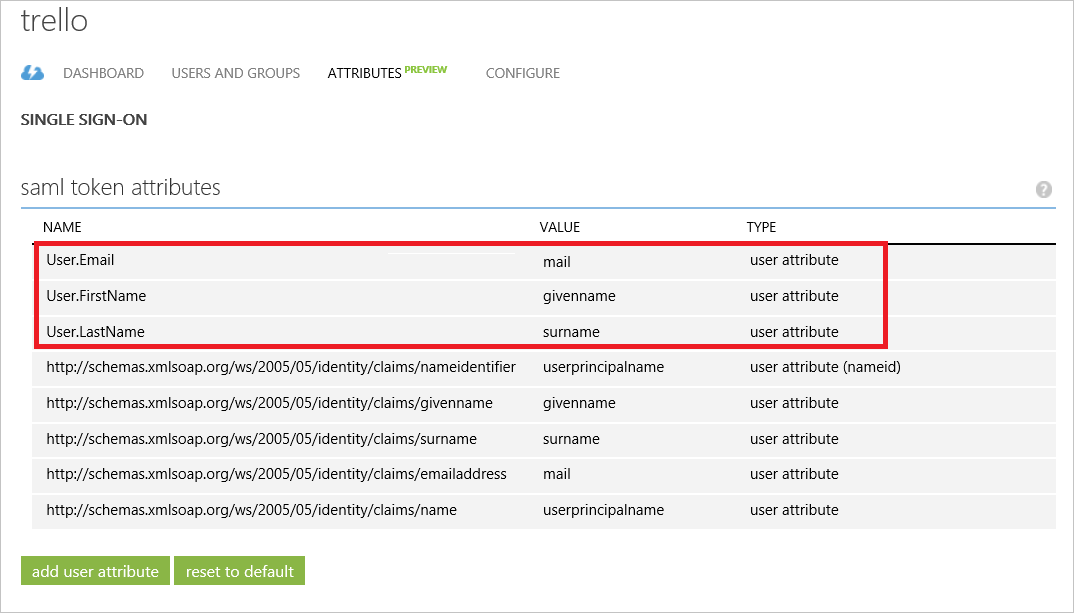 trello
DASHBOARD USERS AND GROUPS ATTRIBUTES PREVIEW CONFIGURE
SINGLE SIGN-ON
saml token attributes ?
NAME VALUE TYPE
User.Email mail user attribute
User.FirstName givenname user attribute
User.LastName surname user attribute
http://schemas.xmlsoap.org/ws/2005/05/identity/claims/nameidentifier userprincipalname user attribute (nameid)
http://schemas.xmlsoap.org/ws/2005/05/identity/claims/givenname givenname user attribute
http://schemas.xmlsoap.org/ws/2005/05/identity/claims/surname surname user attribute
http://schemas.xmlsoap.org/ws/2005/05/identity/claims/emailaddress mail user attribute
http://schemas.xmlsoap.org/ws/2005/05/identity/claims/name userprincipalname user attribute
add user attribute reset to default